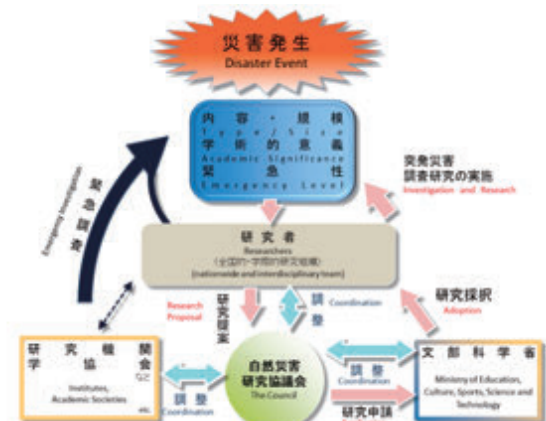 災害発生
Disaster Event
内容・規模
Type/Size
学術的意義
Academic Significance
緊急性
Emergency Level
突発災害
調査研究の実施
Investigation and Research
Emergency Investigation
緊急調査
研究者
Researchers
(全国的・学際的研究組織)
(nationwide and interdisciplinary team)
Research
Proposal
研究提案
調整
Coordination
研究採択
Adoption
研究機関
学協会
など
Institutes,
Academic Societies
etc.
調整
Coordination
自然災害
研究協議会
The Council
調整
Coordination
文部科学省
Ministry of Education,
Culture, Sports, Science and
Technology
研究申請